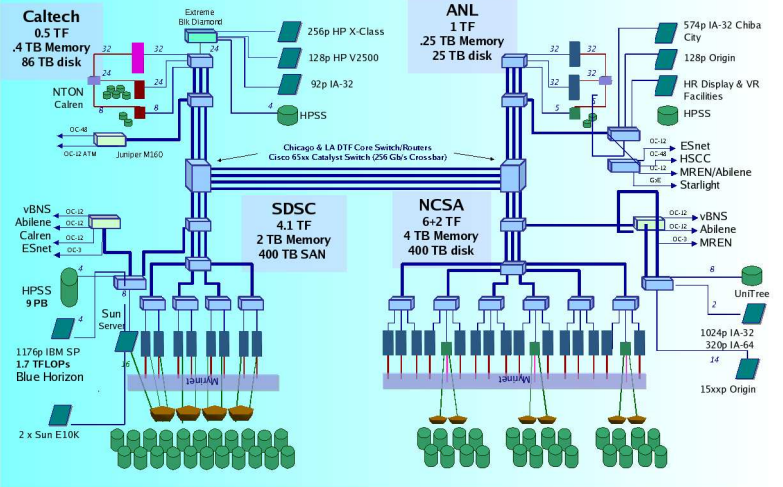 Caltech
0.5 TF
.4 TB Memory
86 TB disk
Extreme
Blk Diamond
256p HP X-Class
128p HP V2500
92p IA-32
HPSS
4
24
32
32
24
24
8
8
NTON
Calren
OC-48
OC-12 ATM
Juniper M160
ANL
1 TF
.25 TB Memory
25 TB disk
32
32
32
32
5
5
574p IA-32 Chiba
City
128p Origin
HR Display & VR
Facilities
HPSS
OC-12
OC-48
OC-12
GbE
ESnet
HSCC
MREN/Abilene
Starlight
Chicago & LA DTF Core Switch/Routers
Cisco 65xx Catalyst Switch (256 Gb/s Crossbar)
SDSC
4.1 TF
2 TB Memory
400 TB SAN
vBNS
Abilene
Calren
ESnet
OC-12
OC-12
OC-12
OC-3
HPSS
9 PB
4
8
Sun
Server
4
16
1176p IBM SP
1.7 TFLOPs
Blue Horizon
2 x Sun E10K
Myrinet
NCSA
6+2 TF
4 TB Memory
400 TB disk
OC-12
OC-12
OC-3
vBNS
Abilene
MREN
8
UniTree
2
1024p IA-32
320p IA-64
14
15xxp Origin
Myrinet